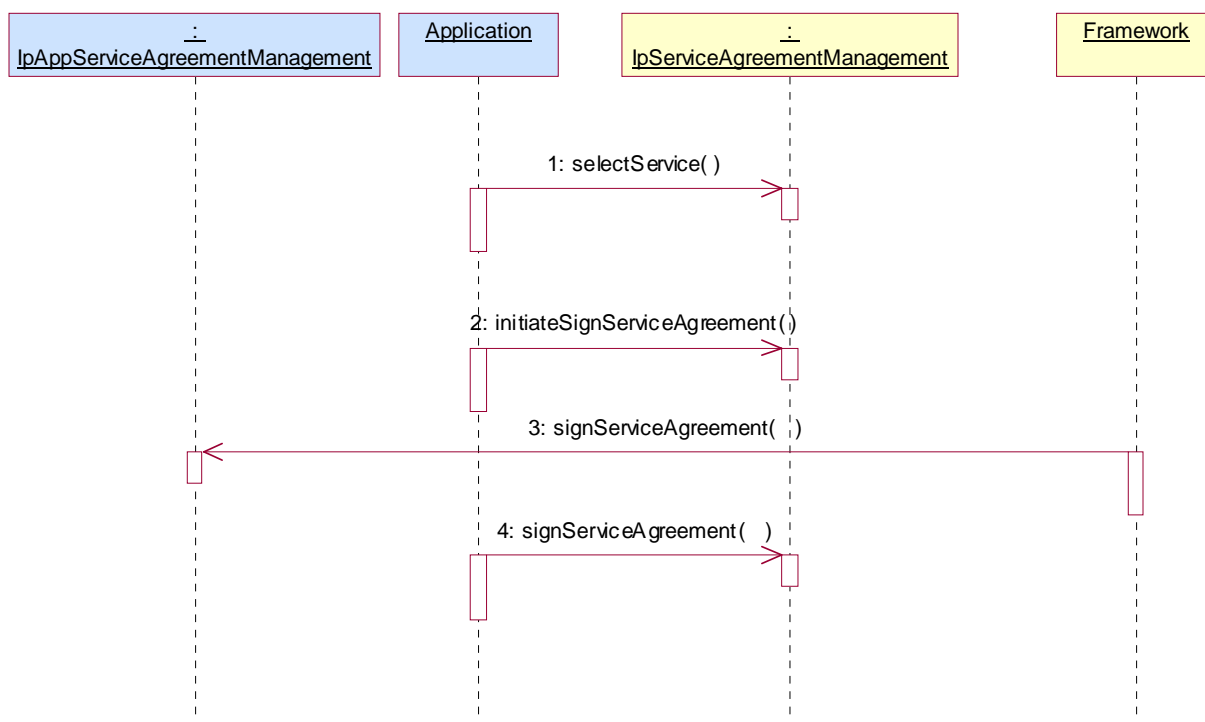 :
IpAppServiceAgreementManagement
Application
:
IpServiceAgreementManagement
Framework
1: selectService( )
2: initiateSignServiceAgreement( )
3: signServiceAgreement(  )
4: signServiceAgreement(  )